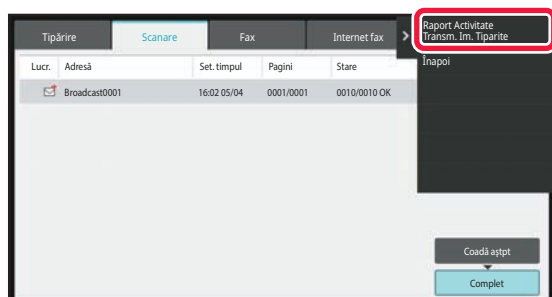 Tipărire
Scanare
Fax
Internet fax
Raport Activitate
Transm. Im. Tiparite
Înapoi
Lucr. Adresă Set. timpul Pagini Stare
Broadcast0001 16:02 05/04 0001/0001 0010/0010 OK
Coadă aştpt
Complet